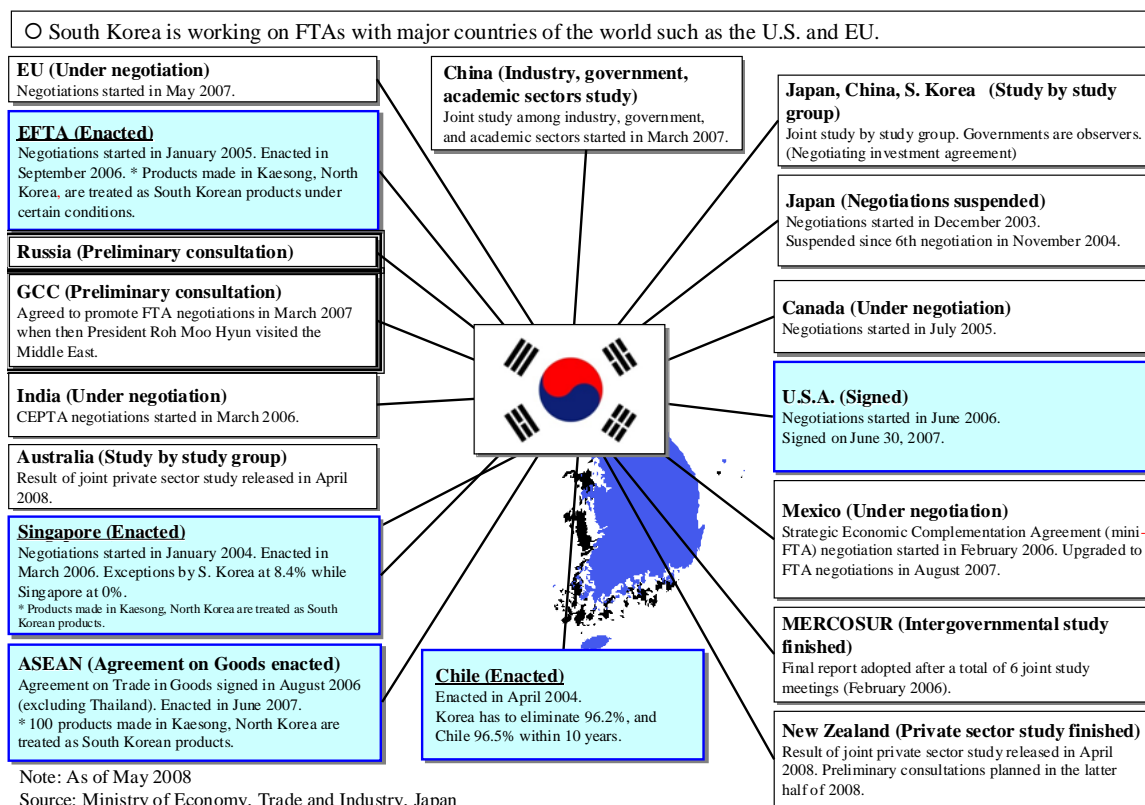 ○ South Korea is working on FTAs with major countries of the world such as the U.S. and EU.
EU (Under negotiation)
Negotiations started in May 2007.
EFTA (Enacted)
Negotiations started in January 2005. Enacted in
September 2006. * Products made in Kaesong, North
Korea, are treated as South Korean products under
certain conditions.
Russia (Preliminary consultation)
GCC (Preliminary consultation)
Agreed to promote FTA negotiations in March 2007
when then President Roh Moo Hyun visited the
Middle East.
India (Under negotiation)
CEPTA negotiations started in March 2006.
Australia (Study by study group)
Result of joint private sector study released in April
2008.
Singapore (Enacted)
Negotiations started in January 2004. Enacted in
March 2006. Exceptions by S. Korea at 8.4% while
Singapore at 0%.
* Products made in Kaesong, North Korea are treated as South
Korean products.
ASEAN (Agreement on Goods enacted)
Agreement on Trade in Goods signed in August 2006
(excluding Thailand). Enacted in June 2007.
* 100 products made in Kaesong, North Korea are
treated as South Korean products.
China (Industry, government,
academic sectors study)
Joint study among industry, government,
and academic sectors started in March 2007.
Chile (Enacted)
Enacted in April 2004.
Korea has to eliminate 96.2%, and
Chile 96.5% within 10 years.
Japan, China, S. Korea (Study by study
group)
Joint study by study group. Governments are observers.
(Negotiating investment agreement)
Japan (Negotiations suspended)
Negotiations started in December 2003.
Suspended since 6th negotiation in November 2004.
Canada (Under negotiation)
Negotiations started in July 2005.
U.S.A. (Signed)
Negotiations started in June 2006.
Signed on June 30, 2007.
Mexico (Under negotiation)
Strategic Economic Complementation Agreement (mini-
FTA) negotiation started in February 2006. Upgraded to
FTA negotiations in August 2007.
MERCOSUR (Intergovernmental study
finished)
Final report adopted after a total of 6 joint study
meetings (February 2006).
New Zealand (Private sector study finished)
Result of joint private sector study released in April
2008. Preliminary consultations planned in the latter
half of 2008.
Note: As of May 2008
Source: Ministry of Economy, Trade and Industry, Japan